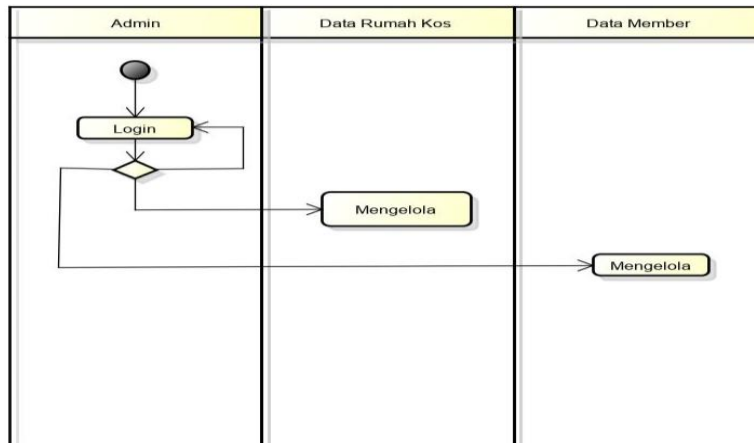 Admin
Data Rumah Kos
Data Member
Login
Mengelola
Mengelola